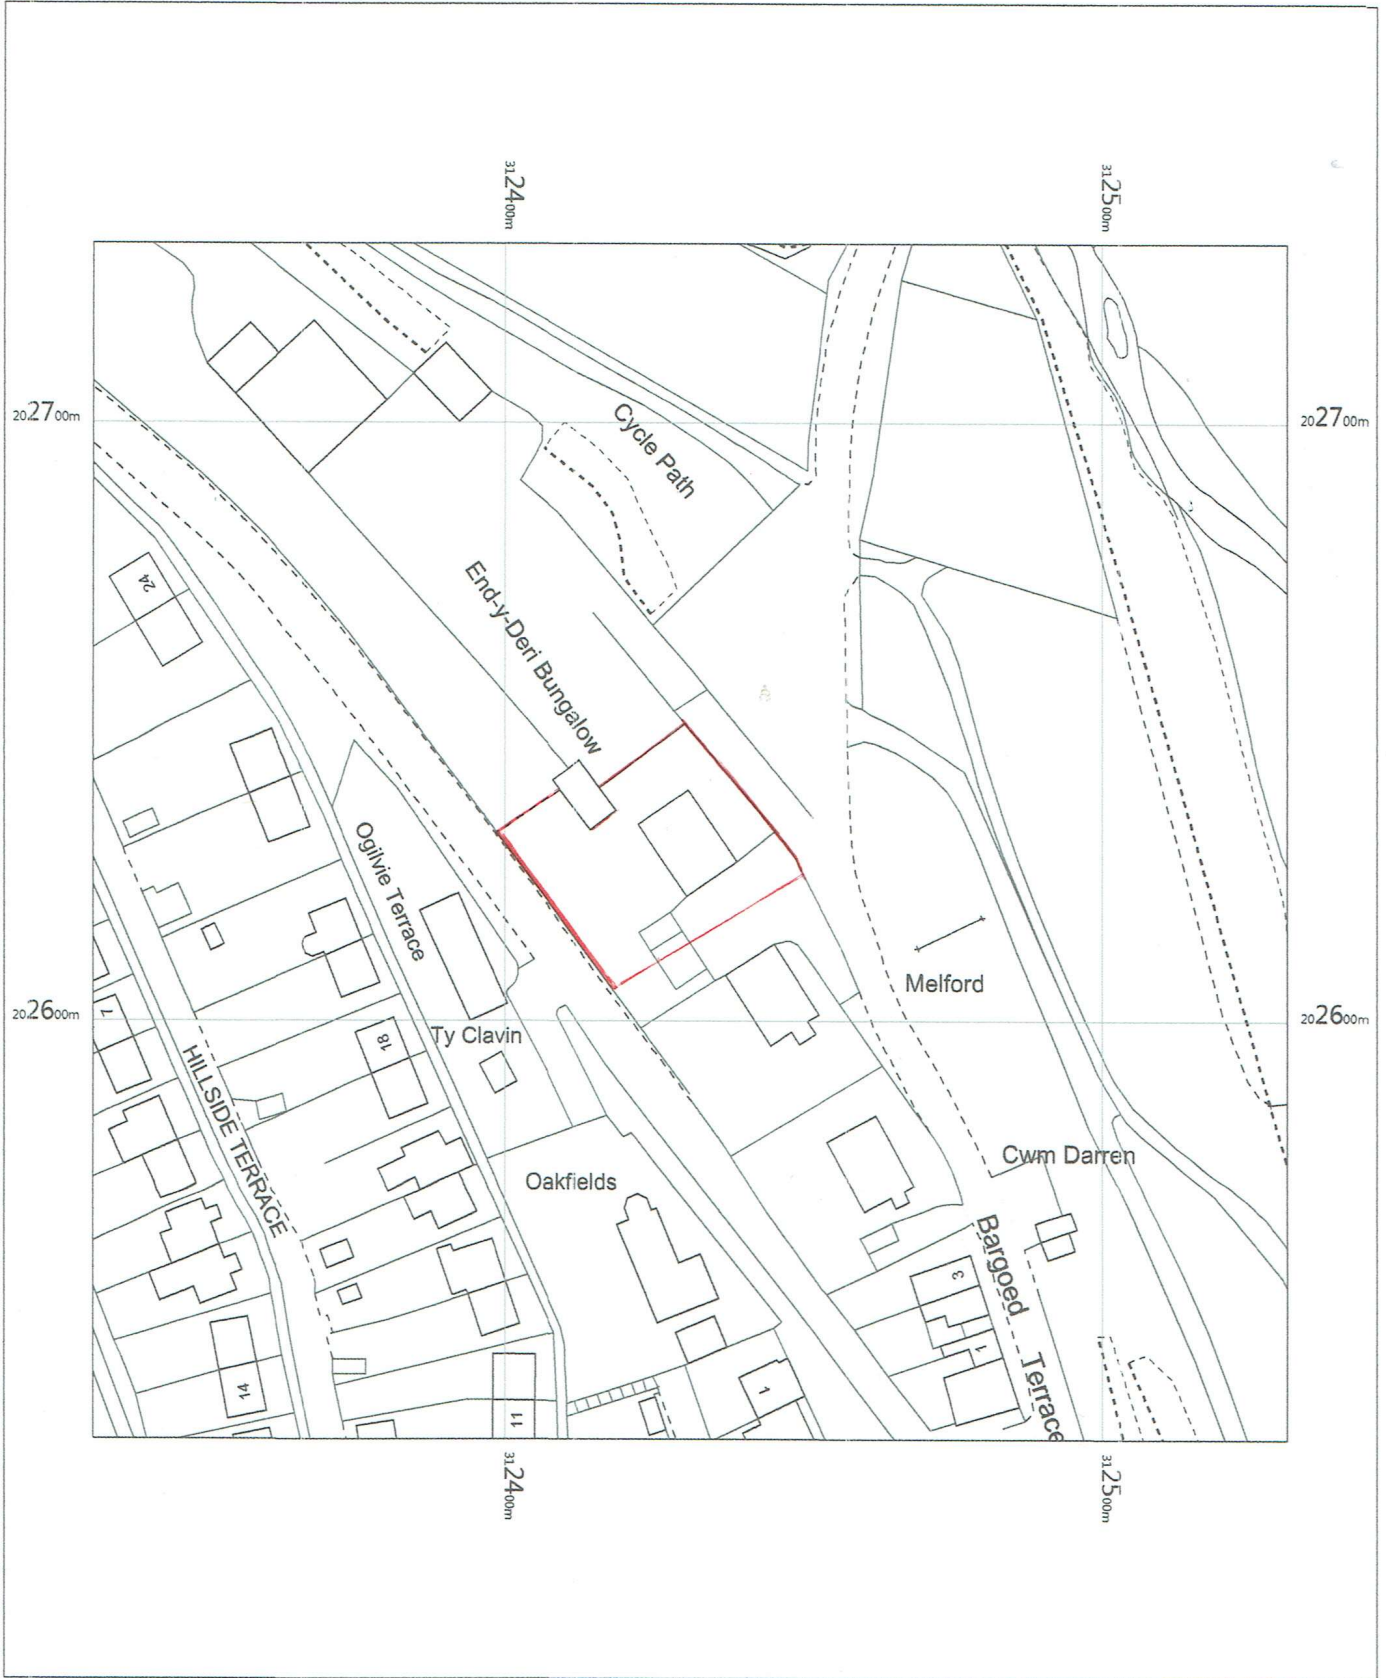 312400m
312500m
202700m
202700m
Cycle Path
End-y-Deri Bungalow
24
Ogilvie Terrace
Melford
202600m
202600m
7
18
Ty Clavin
HILLSIDE TERRACE
Cwm Darren
Oakfields
Bargoed Terrace
3
1
14
11
1
312400m
312500m